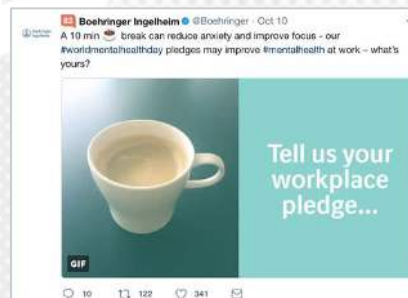 Boehringer Ingelheim @Boehringer · Oct 10
A 10 min ☕ break can reduce anxiety and improve focus - our
#worldmentalhealthday pledges may improve #mentalhealth at work – what's
yours?
Tell us your
workplace
pledge...
GIF
10 122 341